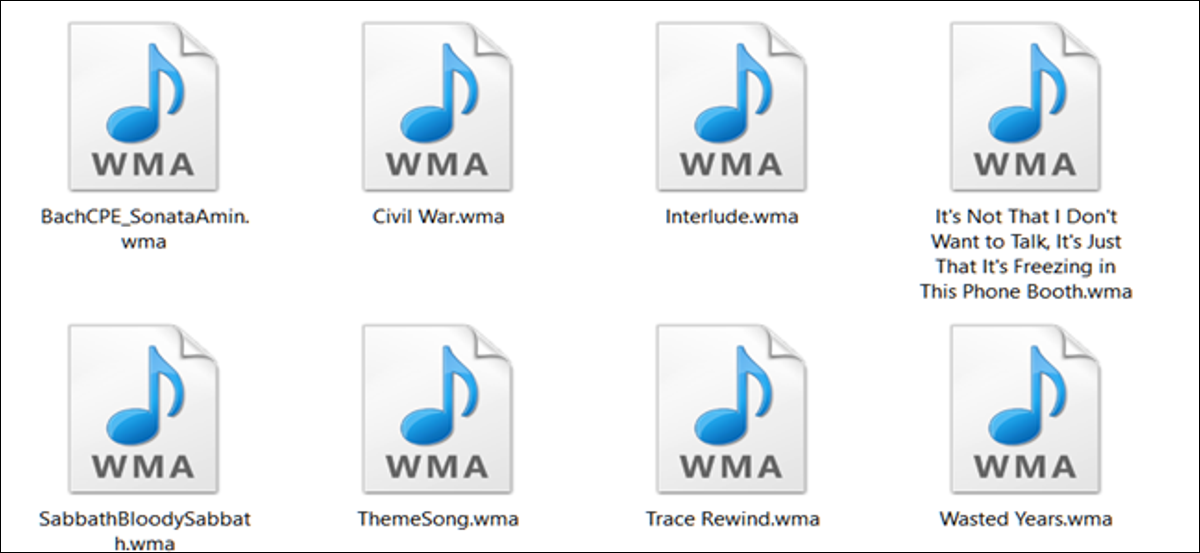 WMA
WMA
WMA
WMA
BachCPE_SonataAmin.
wma
Civil War.wma
Interlude.wma
It's Not That I Don't
Want to Talk, It's Just
That It's Freezing in
This Phone Booth.wma
WMA
WMA
WMA
WMA
SabbathBloodySabbat
h.wma
ThemeSong.wma
Trace Rewind.wma
Wasted Years.wma